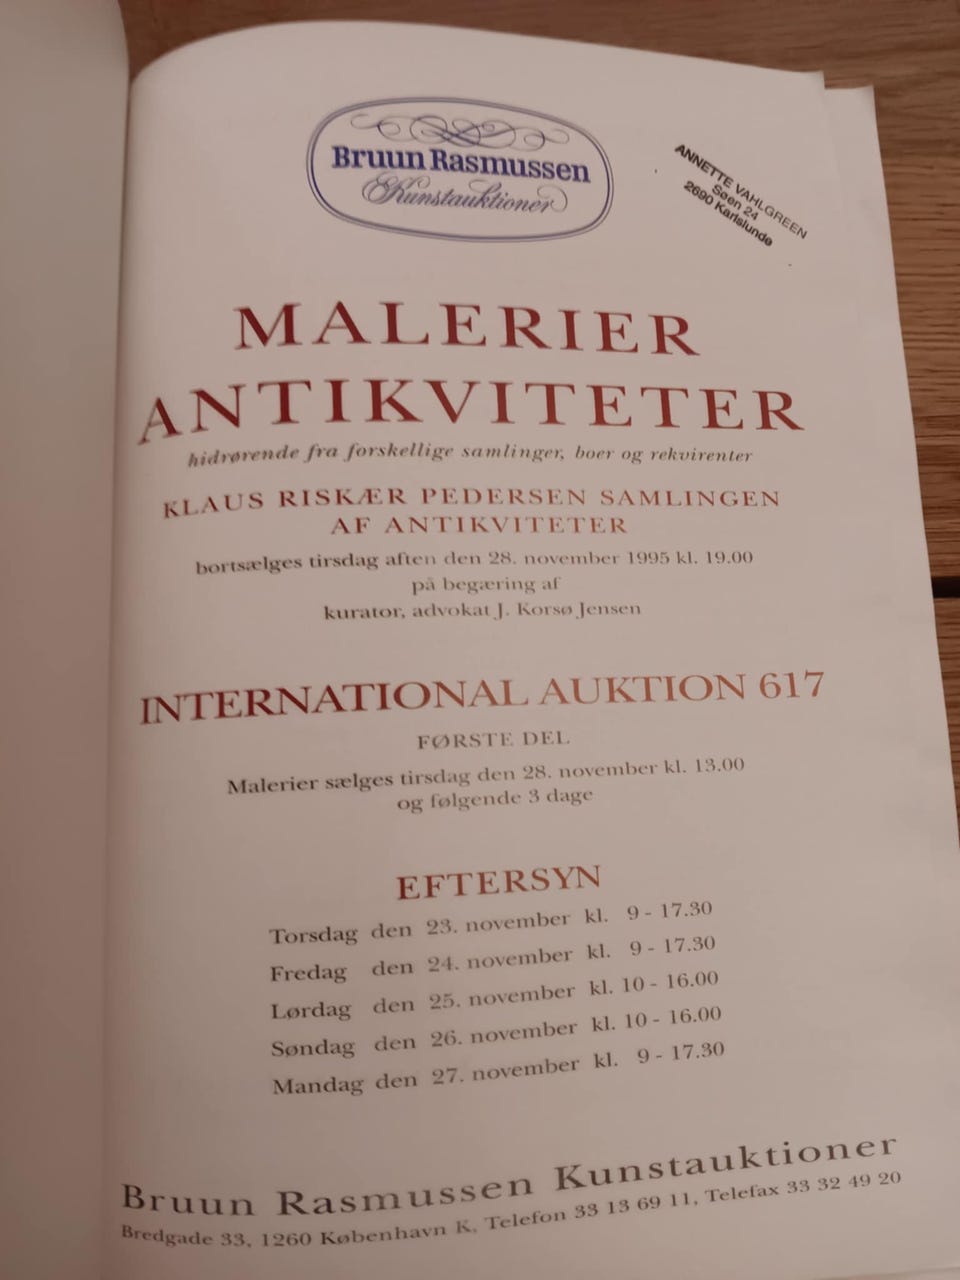 Bruun Rasmussen
Kunstauktioner
ANNETTE VAHLGREEN
Søen 24
2690 Karlslunde
MALERIER
ANTIKVITETER
hidrørende fra forskellige samlinger, boer og rekvirenter
KLAUS RISKÆR PEDERSEN SAMLINGEN
AF ANTIKVITETER
bortsælges tirsdag aften den 28. november 1995 kl. 19.00
på begæring af
kurator, advokat J. Korsø Jensen
INTERNATIONAL AUKTION 617
FØRSTE DEL
Malerier sælges tirsdag den 28. november kl. 13.00
og følgende 3 dage
EFTERSYN
Torsdag den 23. november kl. 9 - 17.30
Fredag den 24. november kl. 9 - 17.30
Lørdag den 25. november kl. 10 - 16.00
Søndag den 26. november kl. 10 - 16.00
Mandag den 27. november kl. 9 - 17.30
Bruun Rasmussen Kunstauktioner
Bredgade 33, 1260 København K, Telefon 33 13 69 11, Telefax 33 32 49 20